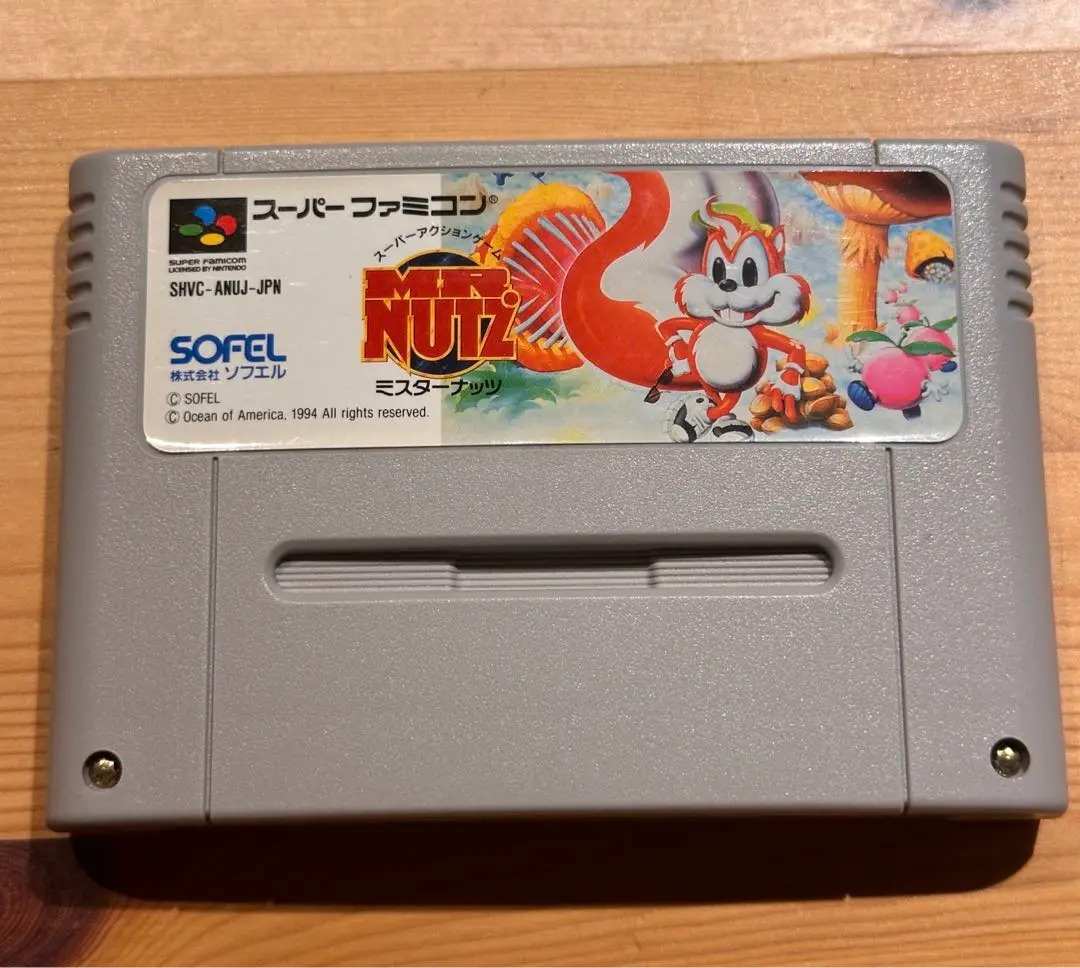 スーパーファミコン®
SUPER FAMICOM
LICENSED BY NINTENDO
SHVC-ANUJ-JPN
スーパーアクションゲーム
MR.
NUTZ
ミスターナッツ
SOFEL
株式会社 ソフエル
Ⓒ SOFEL
Ⓒ Ocean of America, 1994 All rights reserved.